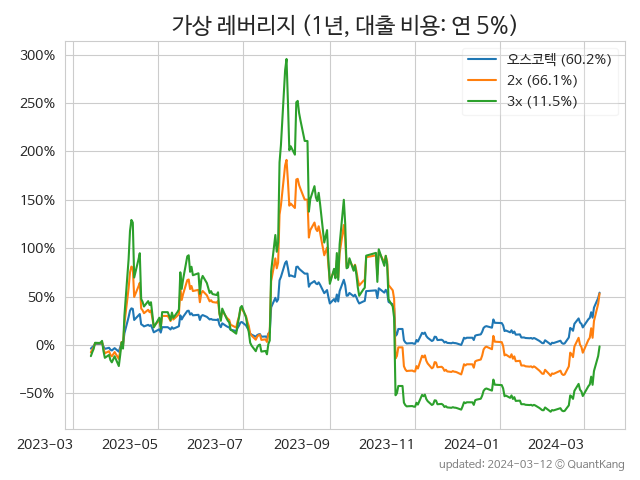 가상 레버리지 (1년, 대출 비용: 연 5%)
300%
250%
200%
150%
100%
50%
0%
−50%
오스코텍 (60.2%)
2x (66.1%)
3x (11.5%)
2023-03 2023-05 2023-07 2023-09 2023-11 2024-01 2024-03
updated: 2024-03-12 © QuantKang